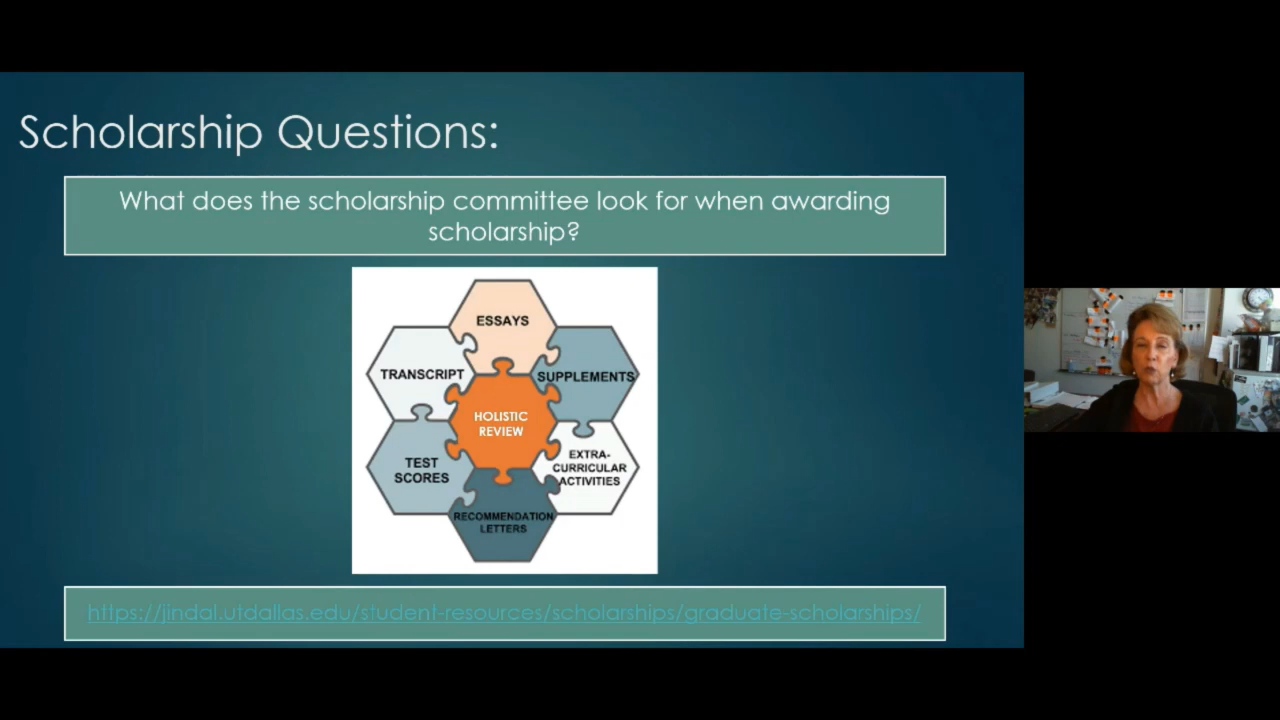 Scholarship Questions:
What does the scholarship committee look for when awarding
scholarship?
ESSAYS
TRANSCRIPT
SUPPLEMENTS
HOLISTIC
REVIEW
TEST
SCORES
EXTRA-
CURRICULAR
ACTIVITIES
RECOMMENDATION
LETTERS
https://jindal.utdallas.edu/student-resources/scholarships/graduate-scholarships/